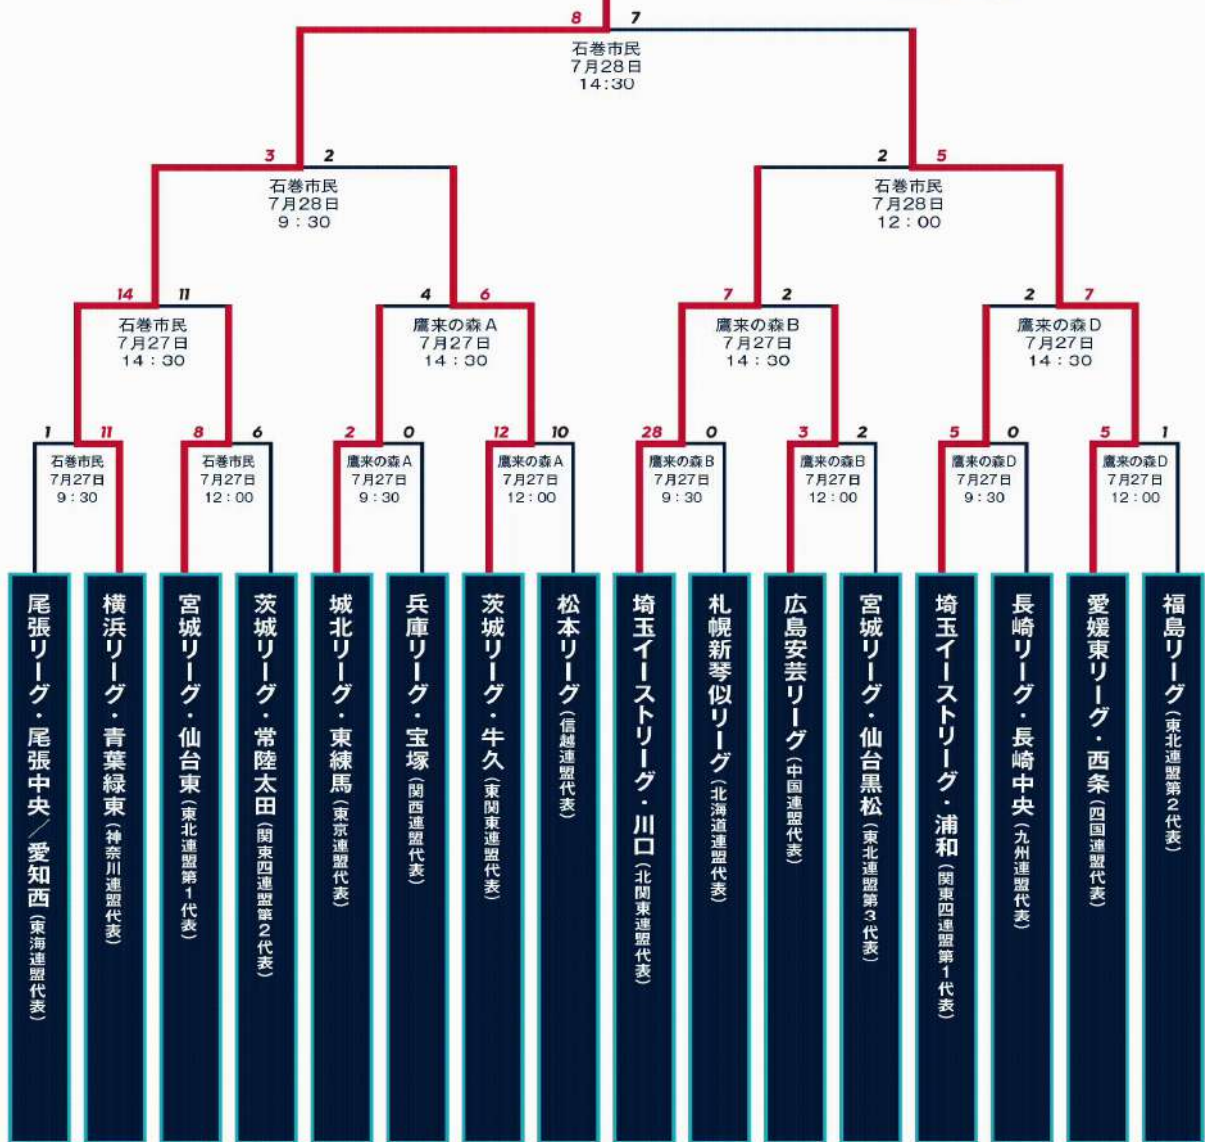 8 7
石巻市民
7月28日
14:30
3 2
石巻市民
7月28日
9：30
2 5
石巻市民
7月28日
12：00
14 11
石巻市民
7月27日
14：30
4 6
鷹来の森A
7月27日
14：30
7 2
鷹来の森B
7月27日
14：30
2 7
鷹来の森D
7月27日
14：30
1 11
石巻市民
7月27日
9：30
8 6
石巻市民
7月27日
12：00
2 0
鷹来の森A
7月27日
9：30
12 10
鷹来の森A
7月27日
12：00
28 0
鷹来の森B
7月27日
9：30
3 2
鷹来の森B
7月27日
12：00
5 0
鷹来の森D
7月27日
9：30
5 1
鷹来の森D
7月27日
12：00
尾張リーグ・尾張中央／愛知西（東海連盟代表）
横浜リーグ・青葉緑東（神奈川連盟代表）
宮城リーグ・仙台東（東北連盟第1代表）
茨城リーグ・常陸太田（関東四連盟第2代表）
城北リーグ・東練馬（東京連盟代表）
兵庫リーグ・宝塚（関西連盟代表）
茨城リーグ・牛久（東関東連盟代表）
松本リーグ（信越連盟代表）
埼玉イーストリーグ・川口（北関東連盟代表）
札幌新琴似リーグ（北海道連盟代表）
広島安芸リーグ（中国連盟代表）
宮城リーグ・仙台黒松（東北連盟第3代表）
埼玉イーストリーグ・浦和（関東四連盟第1代表）
長崎リーグ・長崎中央（九州連盟代表）
愛媛東リーグ・西条（四国連盟代表）
福島リーグ（東北連盟第2代表）